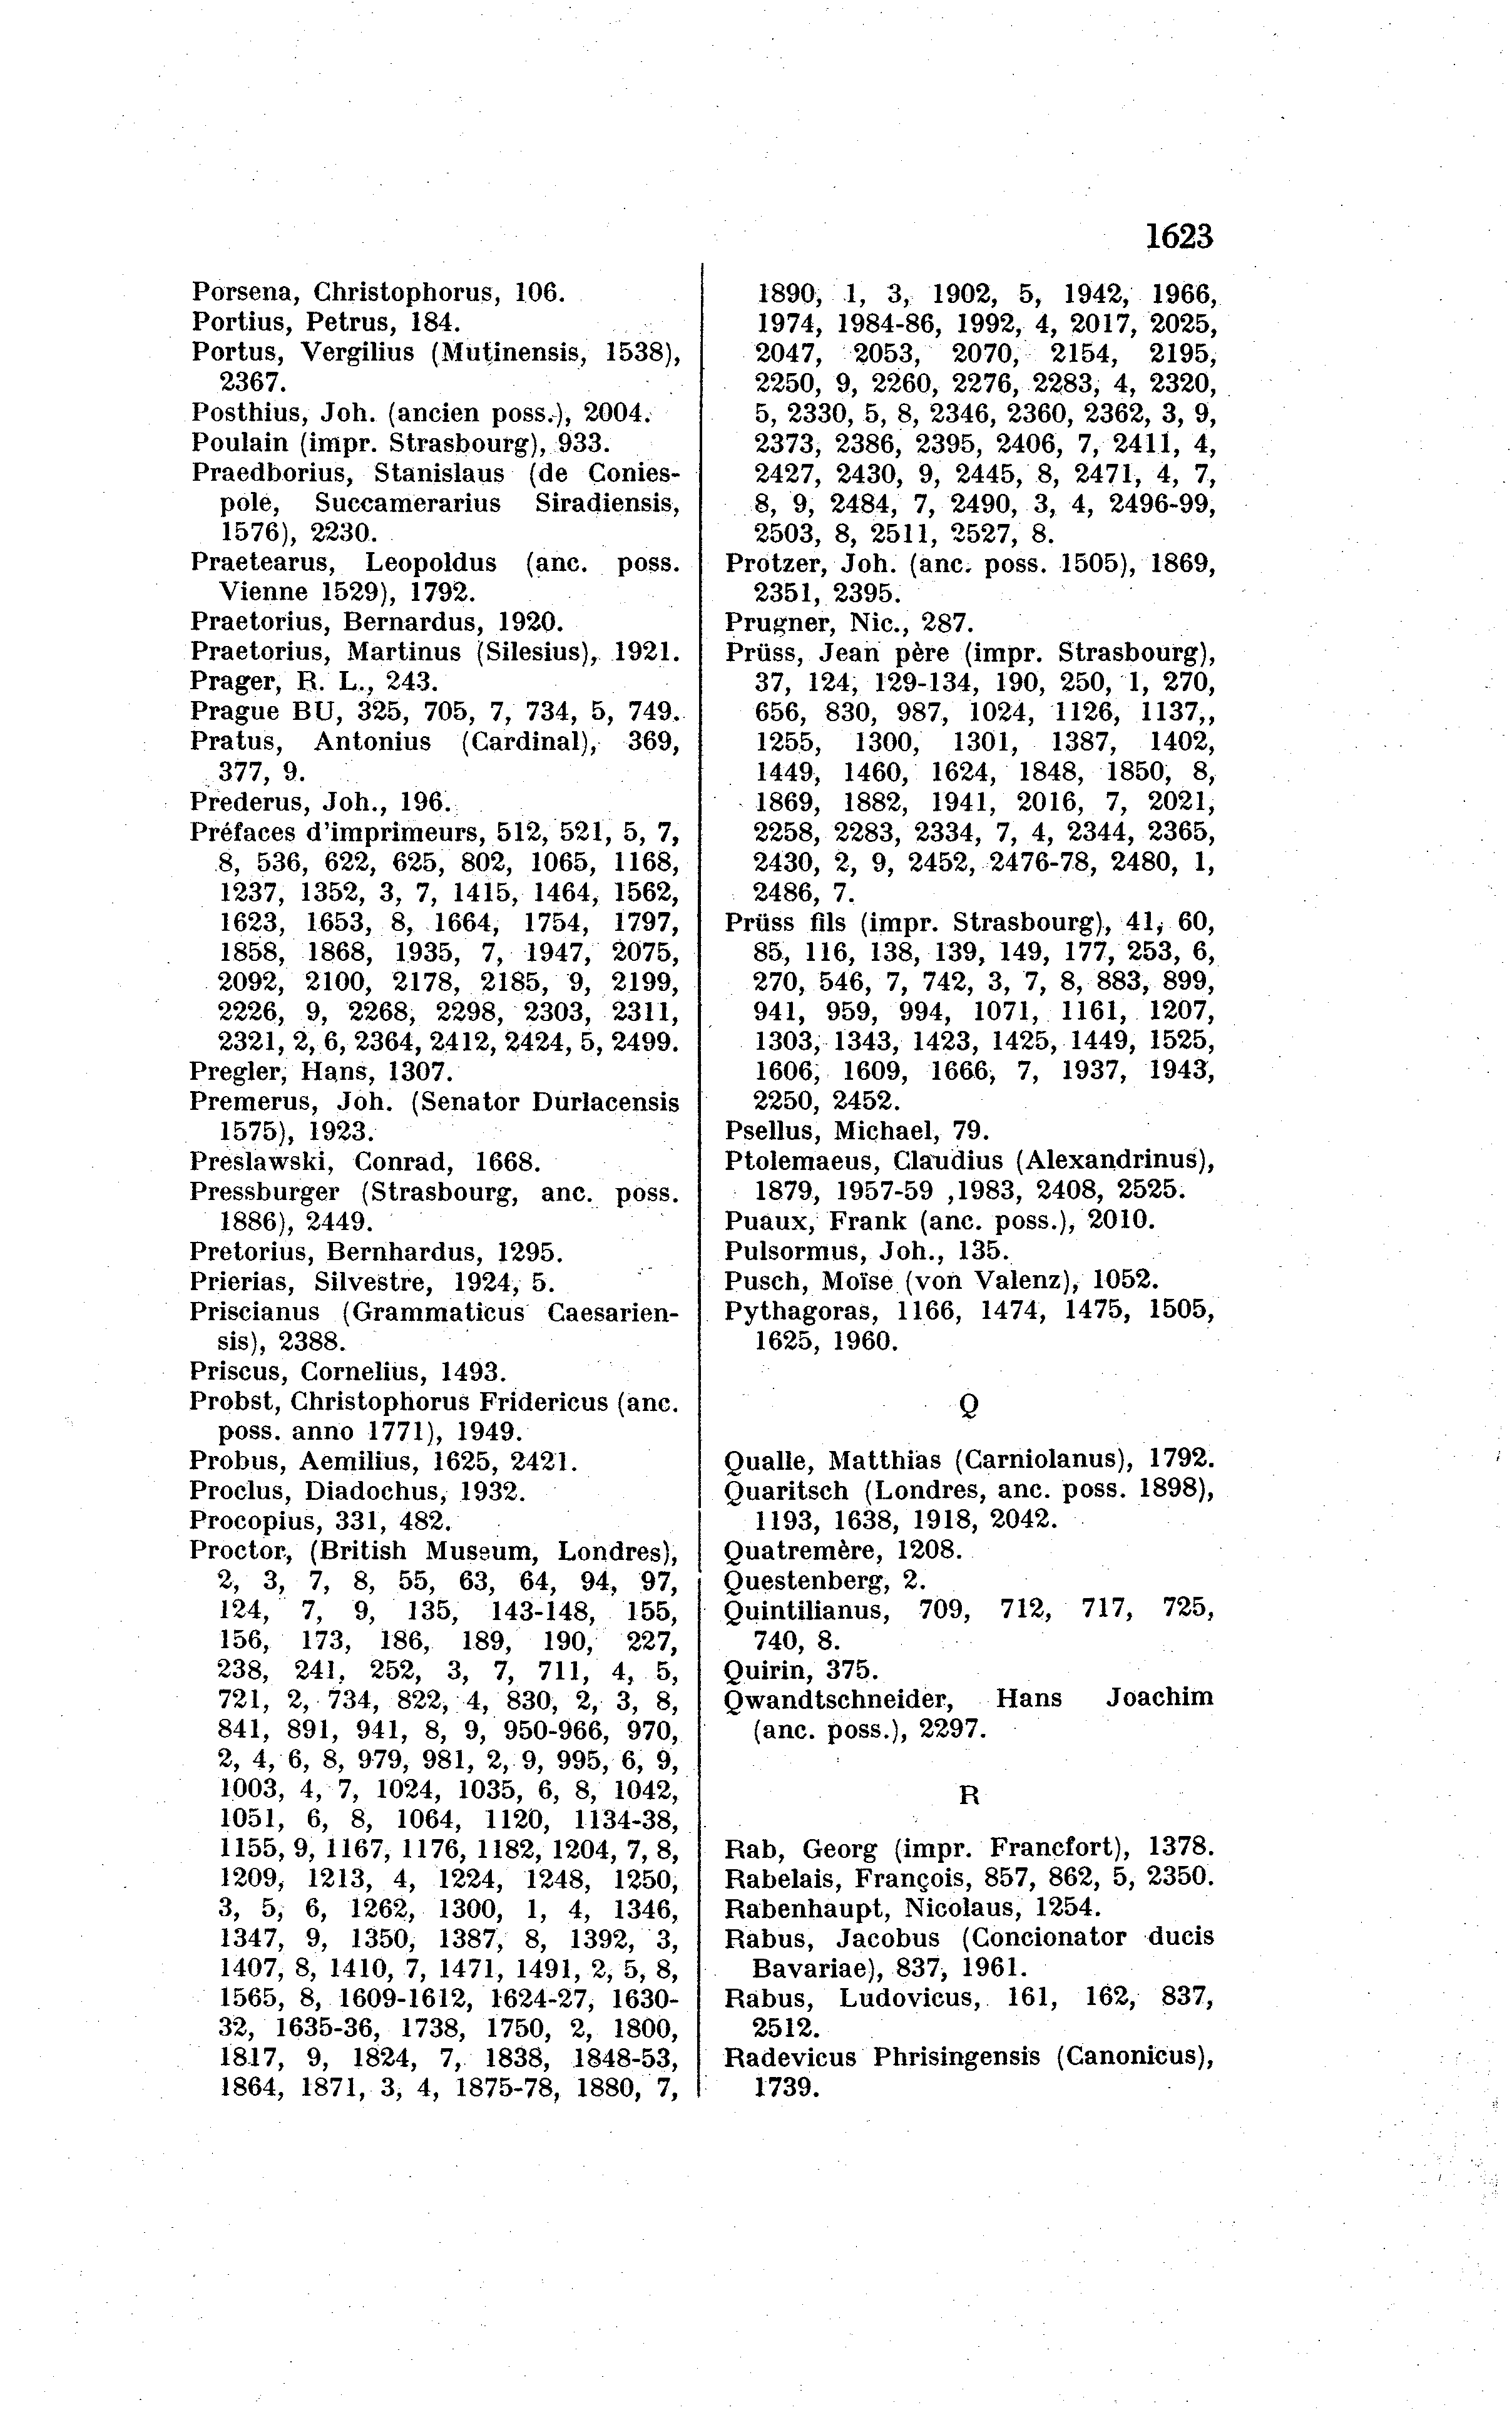 1623
Porsena, Christophorus, 106.
Portius, Petrus, 184.
Portus, Vergilius (Mutinensis, 1538),
2367.
Posthius, Joh. (ancien poss.), 2004.
Poulain (impr. Strasbourg), 933.
Praedborius, Stanislaus (de Conies-
pole, Succamerarius Siradiensis,
1576), 2230.
Praetearus, Leopoldus (anc. poss.
Vienne 1529), 1792.
Praetorius, Bernardus, 1920.
Praetorius, Martinus (Silesius), 1921.
Prager, R. L., 243.
Prague BU, 325, 705, 7, 734, 5, 749.
Pratus, Antonius (Cardinal), 369,
377, 9.
Prederus, Joh., 196.
Préfaces d'imprimeurs, 512, 521, 5, 7,
8, 536, 622, 625, 802, 1065, 1168,
1237, 1352, 3, 7, 1415, 1464, 1562,
1623, 1653, 8, 1664, 1754, 1797,
1858, 1868, 1935, 7, 1947, 2075,
2092, 2100, 2178, 2185, 9, 2199,
2226, 9, 2268, 2298, 2303, 2311,
2321, 2, 6, 2364, 2412, 2424, 5, 2499.
Pregler, Hans, 1307.
Premerus, Joh. (Senator Durlacensis
1575), 1923.
Preslawski, Conrad, 1668.
Pressburger (Strasbourg, anc. poss.
1886), 2449.
Pretorius, Bernhardus, 1295.
Prierias, Silvestre, 1924, 5.
Priscianus (Grammaticus Caesarien-
sis), 2388.
Priscus, Cornelius, 1493.
Probst, Christophorus Fridericus (anc.
poss. anno 1771), 1949.
Probus, Aemilius, 1625, 2421.
Proclus, Diadochus, 1932.
Procopius, 331, 482.
Proctor, (British Museum, Londres),
2, 3, 7, 8, 55, 63, 64, 94, 97,
124, 7, 9, 135, 143-148, 155,
156, 173, 186, 189, 190, 227,
238, 241, 252, 3, 7, 711, 4, 5,
721, 2, 734, 822, 4, 830, 2, 3, 8,
841, 891, 941, 8, 9, 950-966, 970,
2, 4, 6, 8, 979, 981, 2, 9, 995, 6, 9,
1003, 4, 7, 1024, 1035, 6, 8, 1042,
1051, 6, 8, 1064, 1120, 1134-38,
1155, 9, 1167, 1176, 1182, 1204, 7, 8,
1209, 1213, 4, 1224, 1248, 1250,
3, 5, 6, 1262, 1300, 1, 4, 1346,
1347, 9, 1350, 1387, 8, 1392, 3,
1407, 8, 1410, 7, 1471, 1491, 2, 5, 8,
1565, 8, 1609-1612, 1624-27, 1630-
32, 1635-36, 1738, 1750, 2, 1800,
1817, 9, 1824, 7, 1838, 1848-53,
1864, 1871, 3, 4, 1875-78, 1880, 7,
1890, 1, 3, 1902, 5, 1942, 1966,
1974, 1984-86, 1992, 4, 2017, 2025,
2047, 2053, 2070, 2154, 2195,
2250, 9, 2260, 2276, 2283, 4, 2320,
5, 2330, 5, 8, 2346, 2360, 2362, 3, 9,
2373, 2386, 2395, 2406, 7, 2411, 4,
2427, 2430, 9, 2445, 8, 2471, 4, 7,
8, 9, 2484, 7, 2490, 3, 4, 2496-99,
2503, 8, 2511, 2527, 8.
Protzer, Joh. (anc. poss. 1505), 1869,
2351, 2395.
Prugner, Nic., 287.
Prüss, Jean père (impr. Strasbourg),
37, 124, 129-134, 190, 250, 1, 270,
656, 830, 987, 1024, 1126, 1137,,
1255, 1300, 1301, 1387, 1402,
1449, 1460, 1624, 1848, 1850, 8,
1869, 1882, 1941, 2016, 7, 2021,
2258, 2283, 2334, 7, 4, 2344, 2365,
2430, 2, 9, 2452, 2476-78, 2480, 1,
2486, 7.
Prüss fils (impr. Strasbourg), 41, 60,
85, 116, 138, 139, 149, 177, 253, 6,
270, 546, 7, 742, 3, 7, 8, 883, 899,
941, 959, 994, 1071, 1161, 1207,
1303, 1343, 1423, 1425, 1449, 1525,
1606, 1609, 1666, 7, 1937, 1943,
2250, 2452.
Psellus, Michael, 79.
Ptolemaeus, Claudius (Alexandrinus),
1879, 1957-59 ,1983, 2408, 2525.
Puaux, Frank (anc. poss.), 2010.
Pulsormus, Joh., 135.
Pusch, Moïse (von Valenz), 1052.
Pythagoras, 1166, 1474, 1475, 1505,
1625, 1960.
Q
Qualle, Matthias (Carniolanus), 1792.
Quaritsch (Londres, anc. poss. 1898),
1193, 1638, 1918, 2042.
Quatremère, 1208.
Questenberg, 2.
Quintilianus, 709, 712, 717, 725,
740, 8.
Quirin, 375.
Qwandtschneider, Hans Joachim
(anc. poss.), 2297.
R
Rab, Georg (impr. Francfort), 1378.
Rabelais, François, 857, 862, 5, 2350.
Rabenhaupt, Nicolaus, 1254.
Rabus, Jacobus (Concionator ducis
Bavariae), 837, 1961.
Rabus, Ludovicus, 161, 162, 837,
2512.
Radevicus Phrisingensis (Canonicus),
1739.